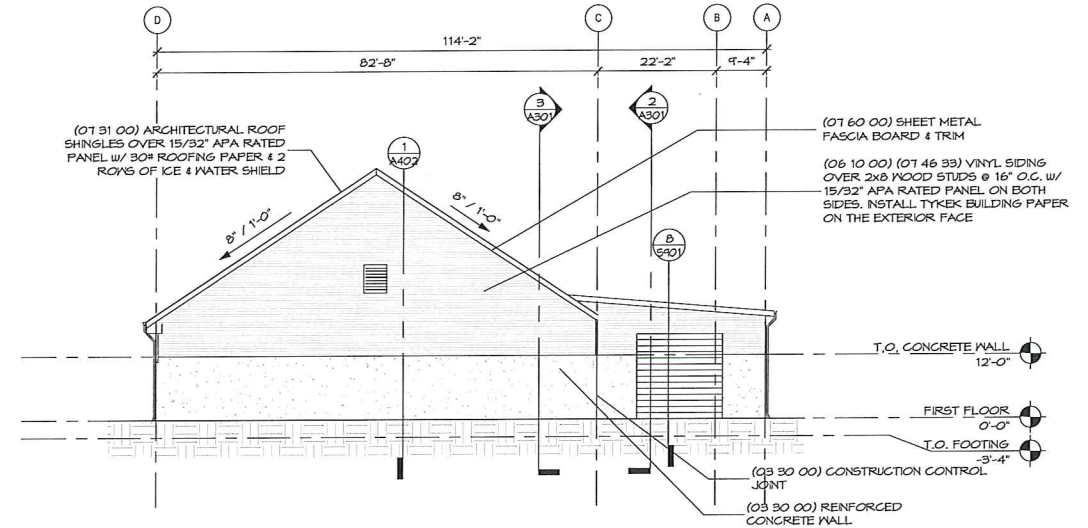 D
C
B
A
114'-2"
82'-8"
22'-2"
9'-4"
3
A301
2
A301
1
A402
8
S901
(07 31 00) ARCHITECTURAL ROOF
SHINGLES OVER 15/32" APA RATED
PANEL W/ 30# ROOFING PAPER & 2
ROWS OF ICE & WATER SHIELD
8" / 1'-0"
8" / 1'-0"
(07 60 00) SHEET METAL
FASCIA BOARD & TRIM
(06 10 00) (07 46 33) VINYL SIDING
OVER 2x8 WOOD STUDS @ 16" O.C. W/
15/32" APA RATED PANEL ON BOTH
SIDES. INSTALL TYKEK BUILDING PAPER
ON THE EXTERIOR FACE
T.O. CONCRETE WALL
12'-0"
FIRST FLOOR
0'-0"
T.O. FOOTING
-3'-4"
(03 30 00) CONSTRUCTION CONTROL
JOINT
(03 30 00) REINFORCED
CONCRETE WALL